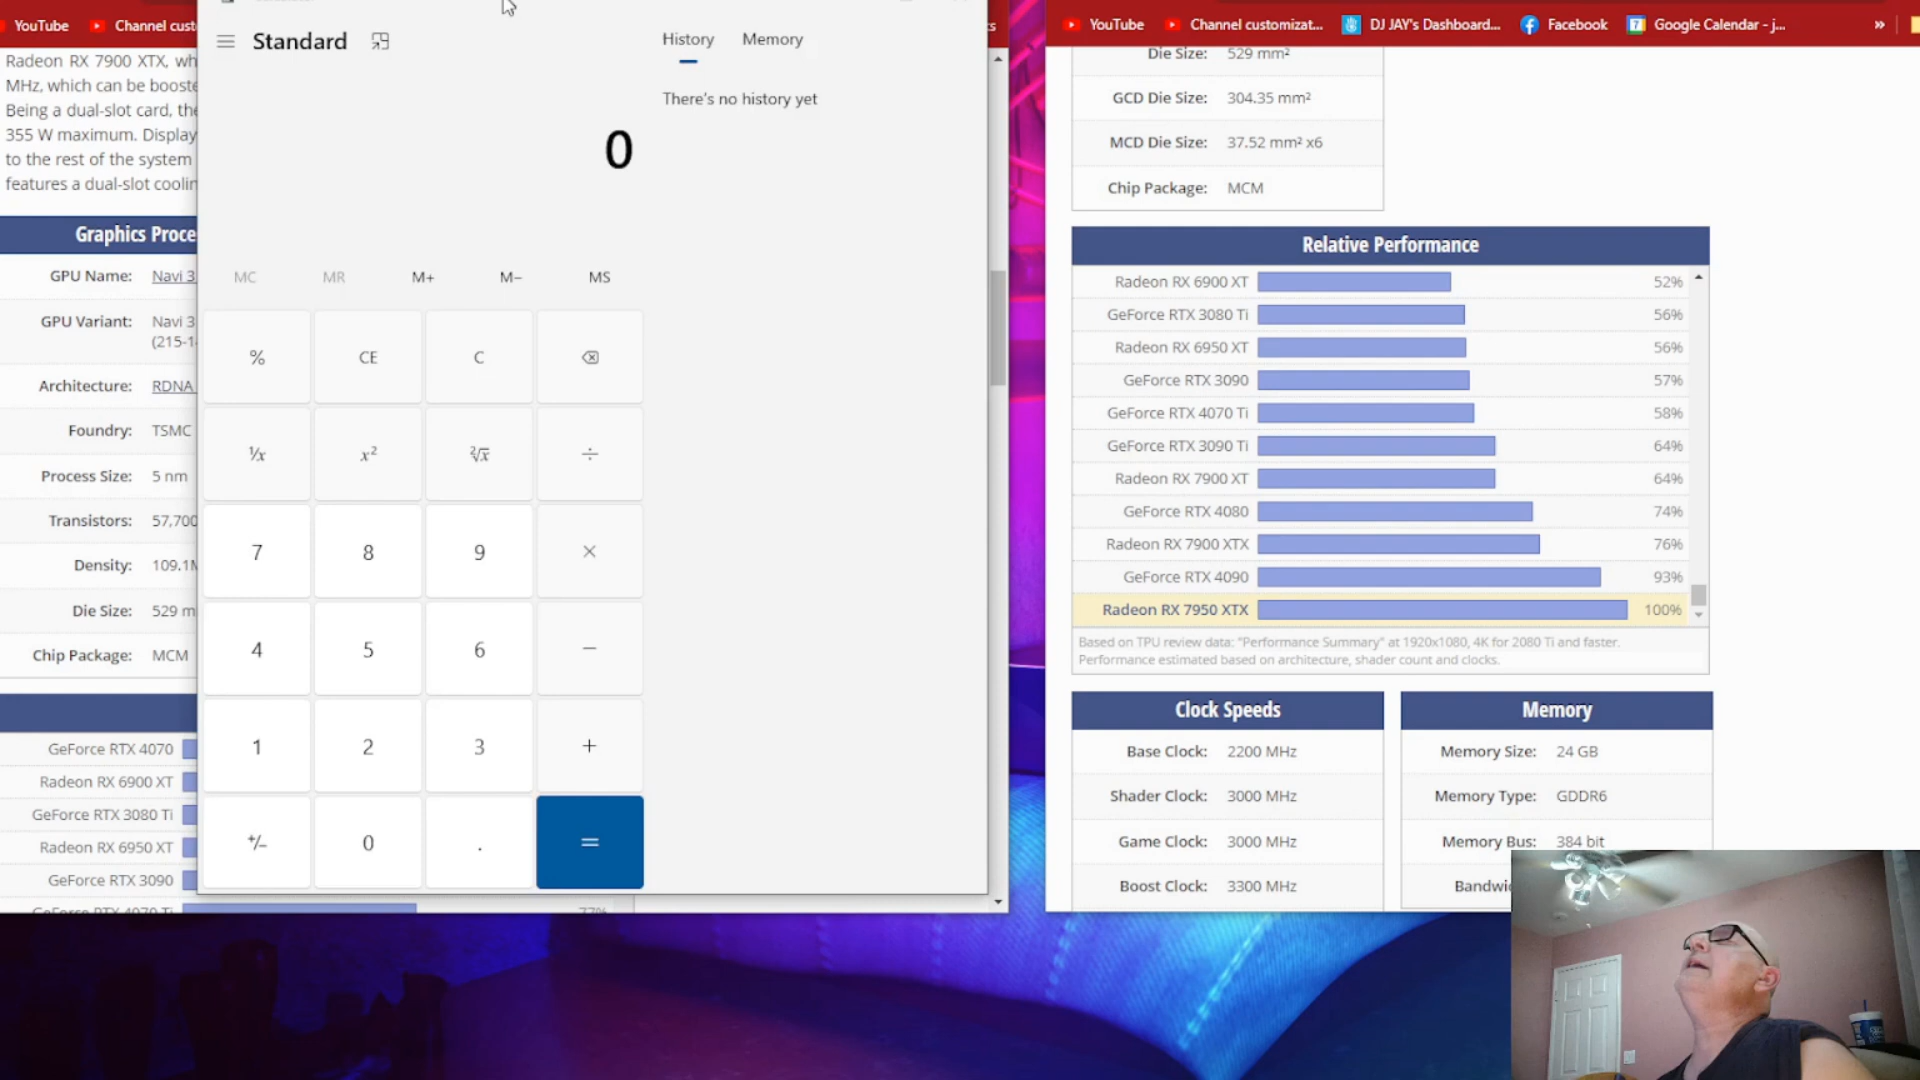 YouTube
Channel cust
cs
Radeon RX 7900 XTX, wh
MHz, which can be booste
Being a dual-slot card, the
355 W maximum. Display
to the rest of the system
features a dual-slot coolin
Graphics Proce
GPU Name: Navi 3
GPU Variant: Navi 3
(215-1
Architecture: RDNA
Foundry: TSMC
Process Size: 5 nm
Transistors: 57,700
Density: 109.1M
Die Size: 529 m
Chip Package: MCM
GeForce RTX 4070
Radeon RX 6900 XT
GeForce RTX 3080 Ti
Radeon RX 6950 XT
GeForce RTX 3090
GeForce RTX 4070 Ti 77%
Standard
History Memory
There's no history yet
0
MC MR M+ M− MS
% CE C
¹/x x² ²√x ÷
7 8 9 ×
4 5 6 −
1 2 3 +
+/− 0 . =
YouTube Channel customizat... DJ JAY's Dashboard... Facebook 7 Google Calendar - j... »
Die Size: 529 mm²
GCD Die Size: 304.35 mm²
MCD Die Size: 37.52 mm² x6
Chip Package: MCM
Relative Performance
Radeon RX 6900 XT 52%
GeForce RTX 3080 Ti 56%
Radeon RX 6950 XT 56%
GeForce RTX 3090 57%
GeForce RTX 4070 Ti 58%
GeForce RTX 3090 Ti 64%
Radeon RX 7900 XT 64%
GeForce RTX 4080 74%
Radeon RX 7900 XTX 76%
GeForce RTX 4090 93%
Radeon RX 7950 XTX 100%
Based on TPU review data: "Performance Summary" at 1920x1080, 4K for 2080 Ti and faster.
Performance estimated based on architecture, shader count and clocks.
Clock Speeds
Base Clock: 2200 MHz
Shader Clock: 3000 MHz
Game Clock: 3000 MHz
Boost Clock: 3300 MHz
Memory
Memory Size: 24 GB
Memory Type: GDDR6
Memory Bus: 384 bit
Bandwi